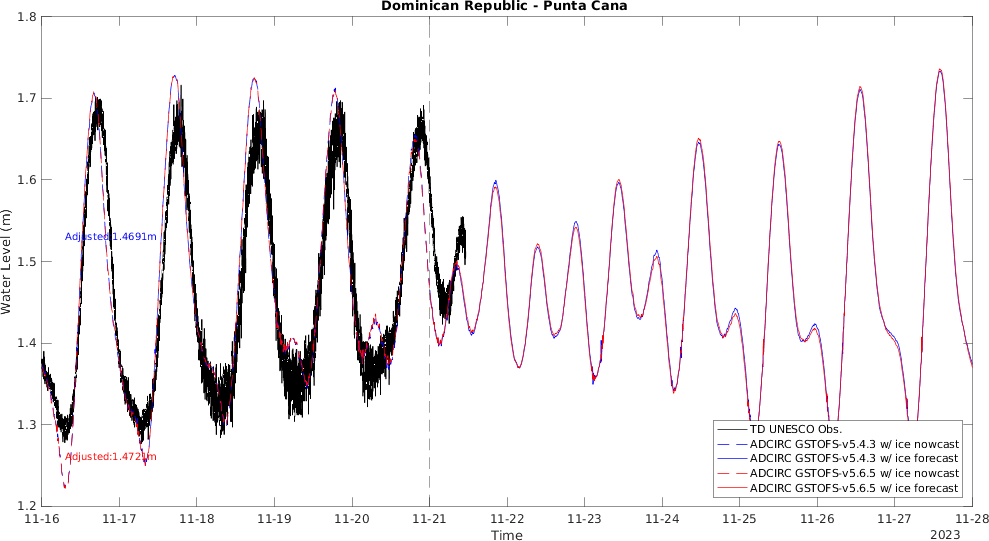 Dominican Republic - Punta Cana
1.8
1.7
1.6
1.5
1.4
1.3
1.2
Water Level (m)
Adjusted:1.4691m
Adjusted:1.4721m
TD UNESCO Obs.
ADCIRC GSTOFS-v5.4.3 w/ ice nowcast
ADCIRC GSTOFS-v5.4.3 w/ ice forecast
ADCIRC GSTOFS-v5.6.5 w/ ice nowcast
ADCIRC GSTOFS-v5.6.5 w/ ice forecast
11-16 11-17 11-18 11-19 11-20 11-21 11-22 11-23 11-24 11-25 11-26 11-27 11-28
Time
2023